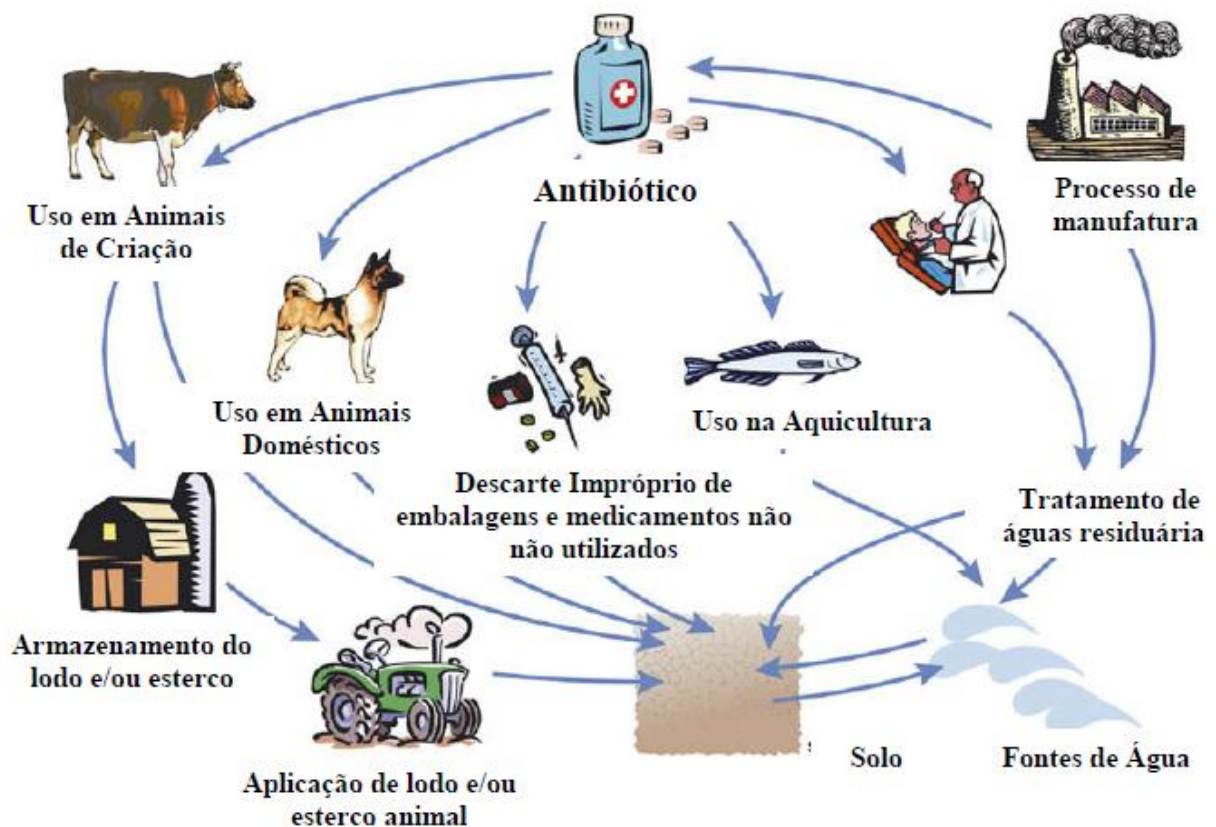 Antibiótico
Processo de
manufatura
Uso em Animais
de Criação
Uso em Animais
Domésticos
Uso na Aquicultura
Descarte Impróprio de
embalagens e medicamentos não
não utilizados
Tratamento de
águas residuária
Armazenamento do
lodo e/ou esterco
Aplicação de lodo e/ou
esterco animal
Solo
Fontes de Água